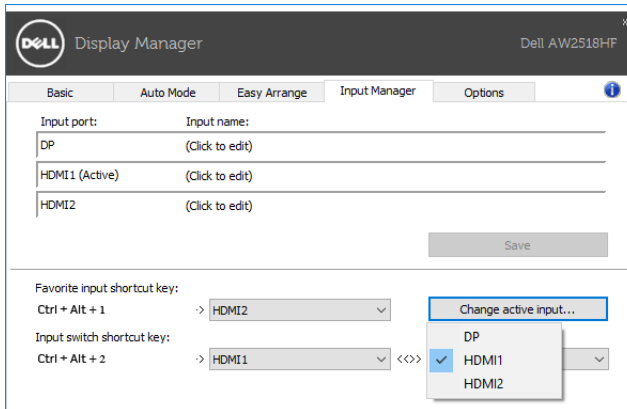 DELL Display Manager Dell AW2518HF
Basic Auto Mode Easy Arrange Input Manager Options
Input port: Input name:
DP (Click to edit)
HDMI1 (Active) (Click to edit)
HDMI2 (Click to edit)
Save
Favorite input shortcut key:
Ctrl + Alt + 1 -> HDMI2 Change active input...
Input switch shortcut key:
DP
Ctrl + Alt + 2 -> HDMI1 <<>> HDMI1
HDMI2